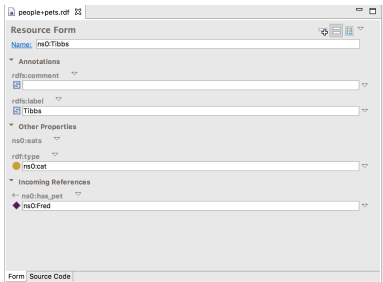 people+pets.rdf
Resource Form
Name: ns0:Tibbs
Annotations
rdfs:comment
rdfs:label
Tibbs
Other Properties
ns0:eats
rdf:type
ns0:cat
Incoming References
ns0:has_pet
ns0:Fred
Form Source Code